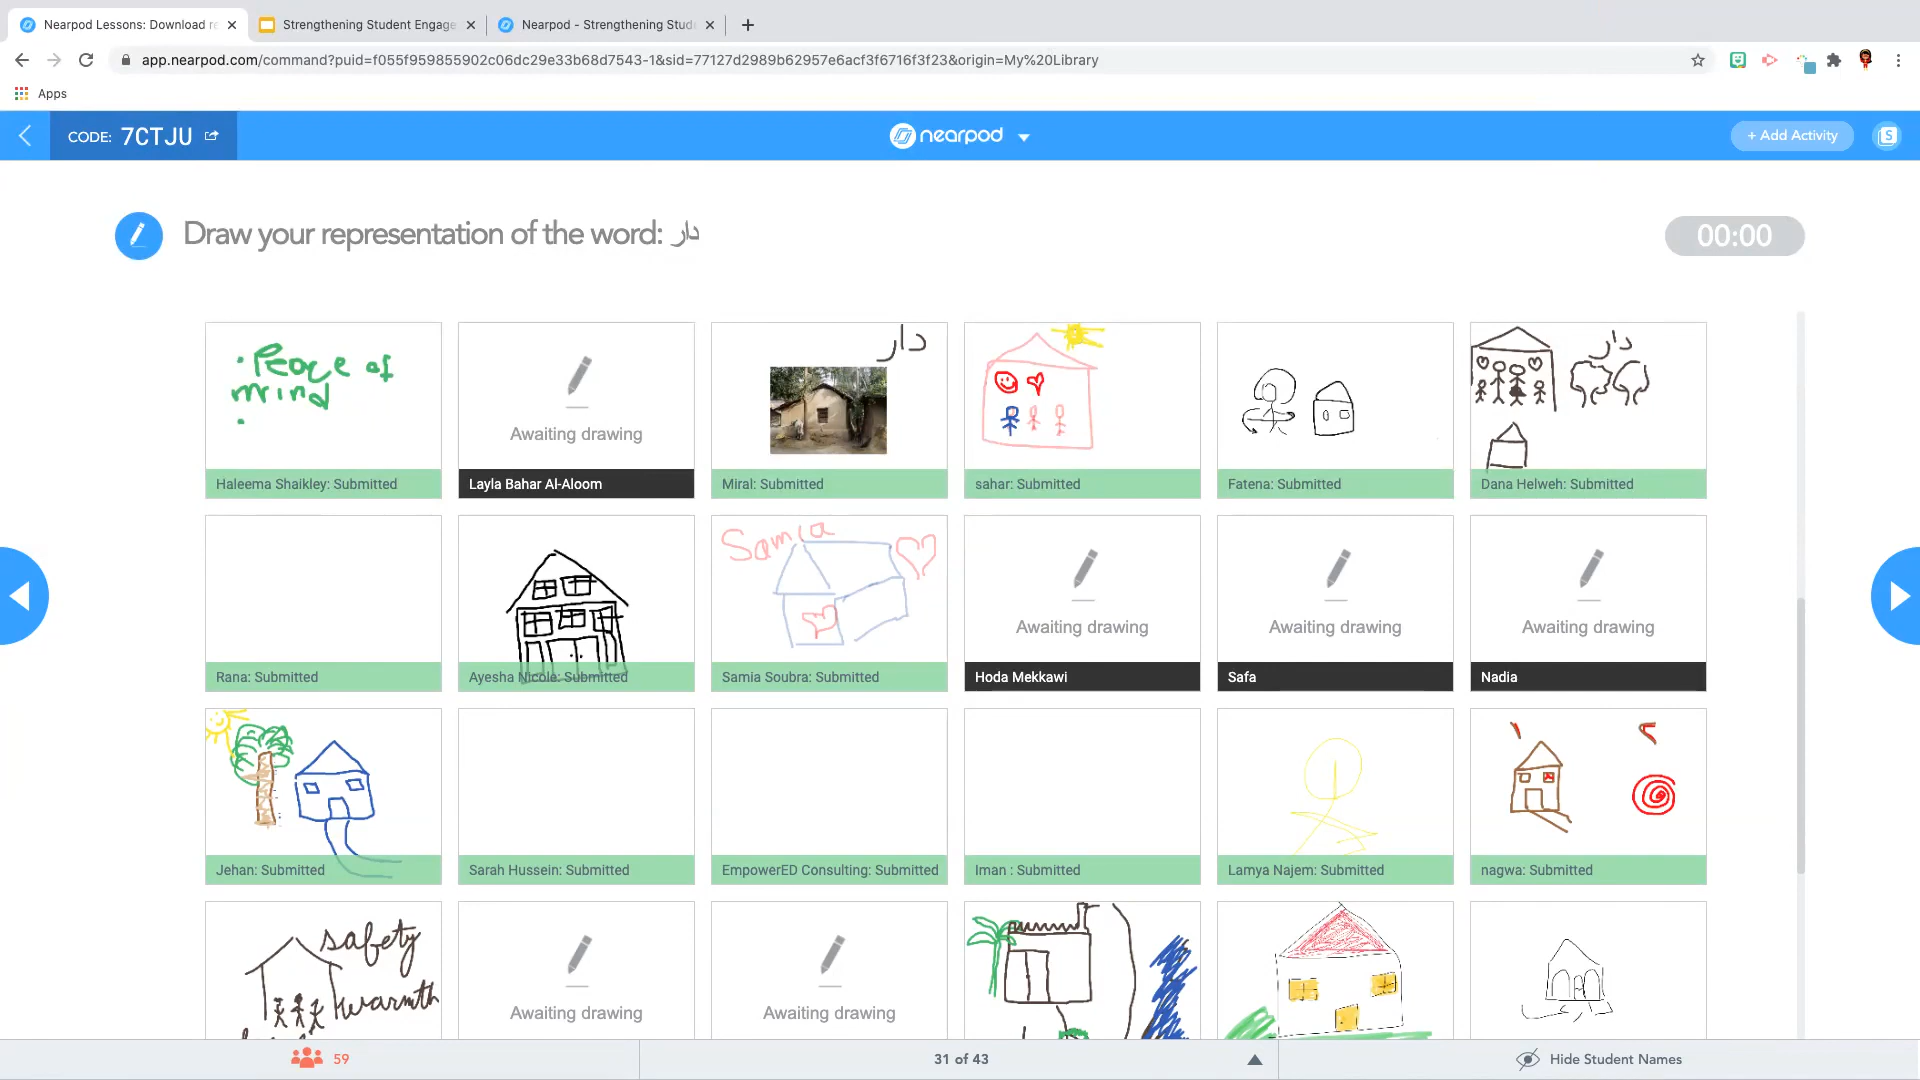 Nearpod Lessons: Download re
Strengthening Student Engage
Nearpod - Strengthening Stude
app.nearpod.com/command?puid=f055f959855902c06dc29e33b68d7543-1&sid=77127d2989b62957e6acf3f6716f3f23&origin=My%20Library
Apps
CODE: 7CTJU
nearpod
+ Add Activity
S
Draw your representation of the word: دار
00:00
• Peace of
mind
•
Haleema Shaikley: Submitted
Awaiting drawing
Layla Bahar Al-Aloom
دار
Miral: Submitted
sahar: Submitted
Fatena: Submitted
دار
Dana Helweh: Submitted
Rana: Submitted
Ayesha Nicole: Submitted
Samia
Samia Soubra: Submitted
Awaiting drawing
Hoda Mekkawi
Awaiting drawing
Safa
Awaiting drawing
Nadia
Jehan: Submitted
Sarah Hussein: Submitted
EmpowerED Consulting: Submitted
Iman : Submitted
Lamya Najem: Submitted
١ ٢
nagwa: Submitted
safety
warmth
Awaiting drawing
Awaiting drawing
59
31 of 43
Hide Student Names